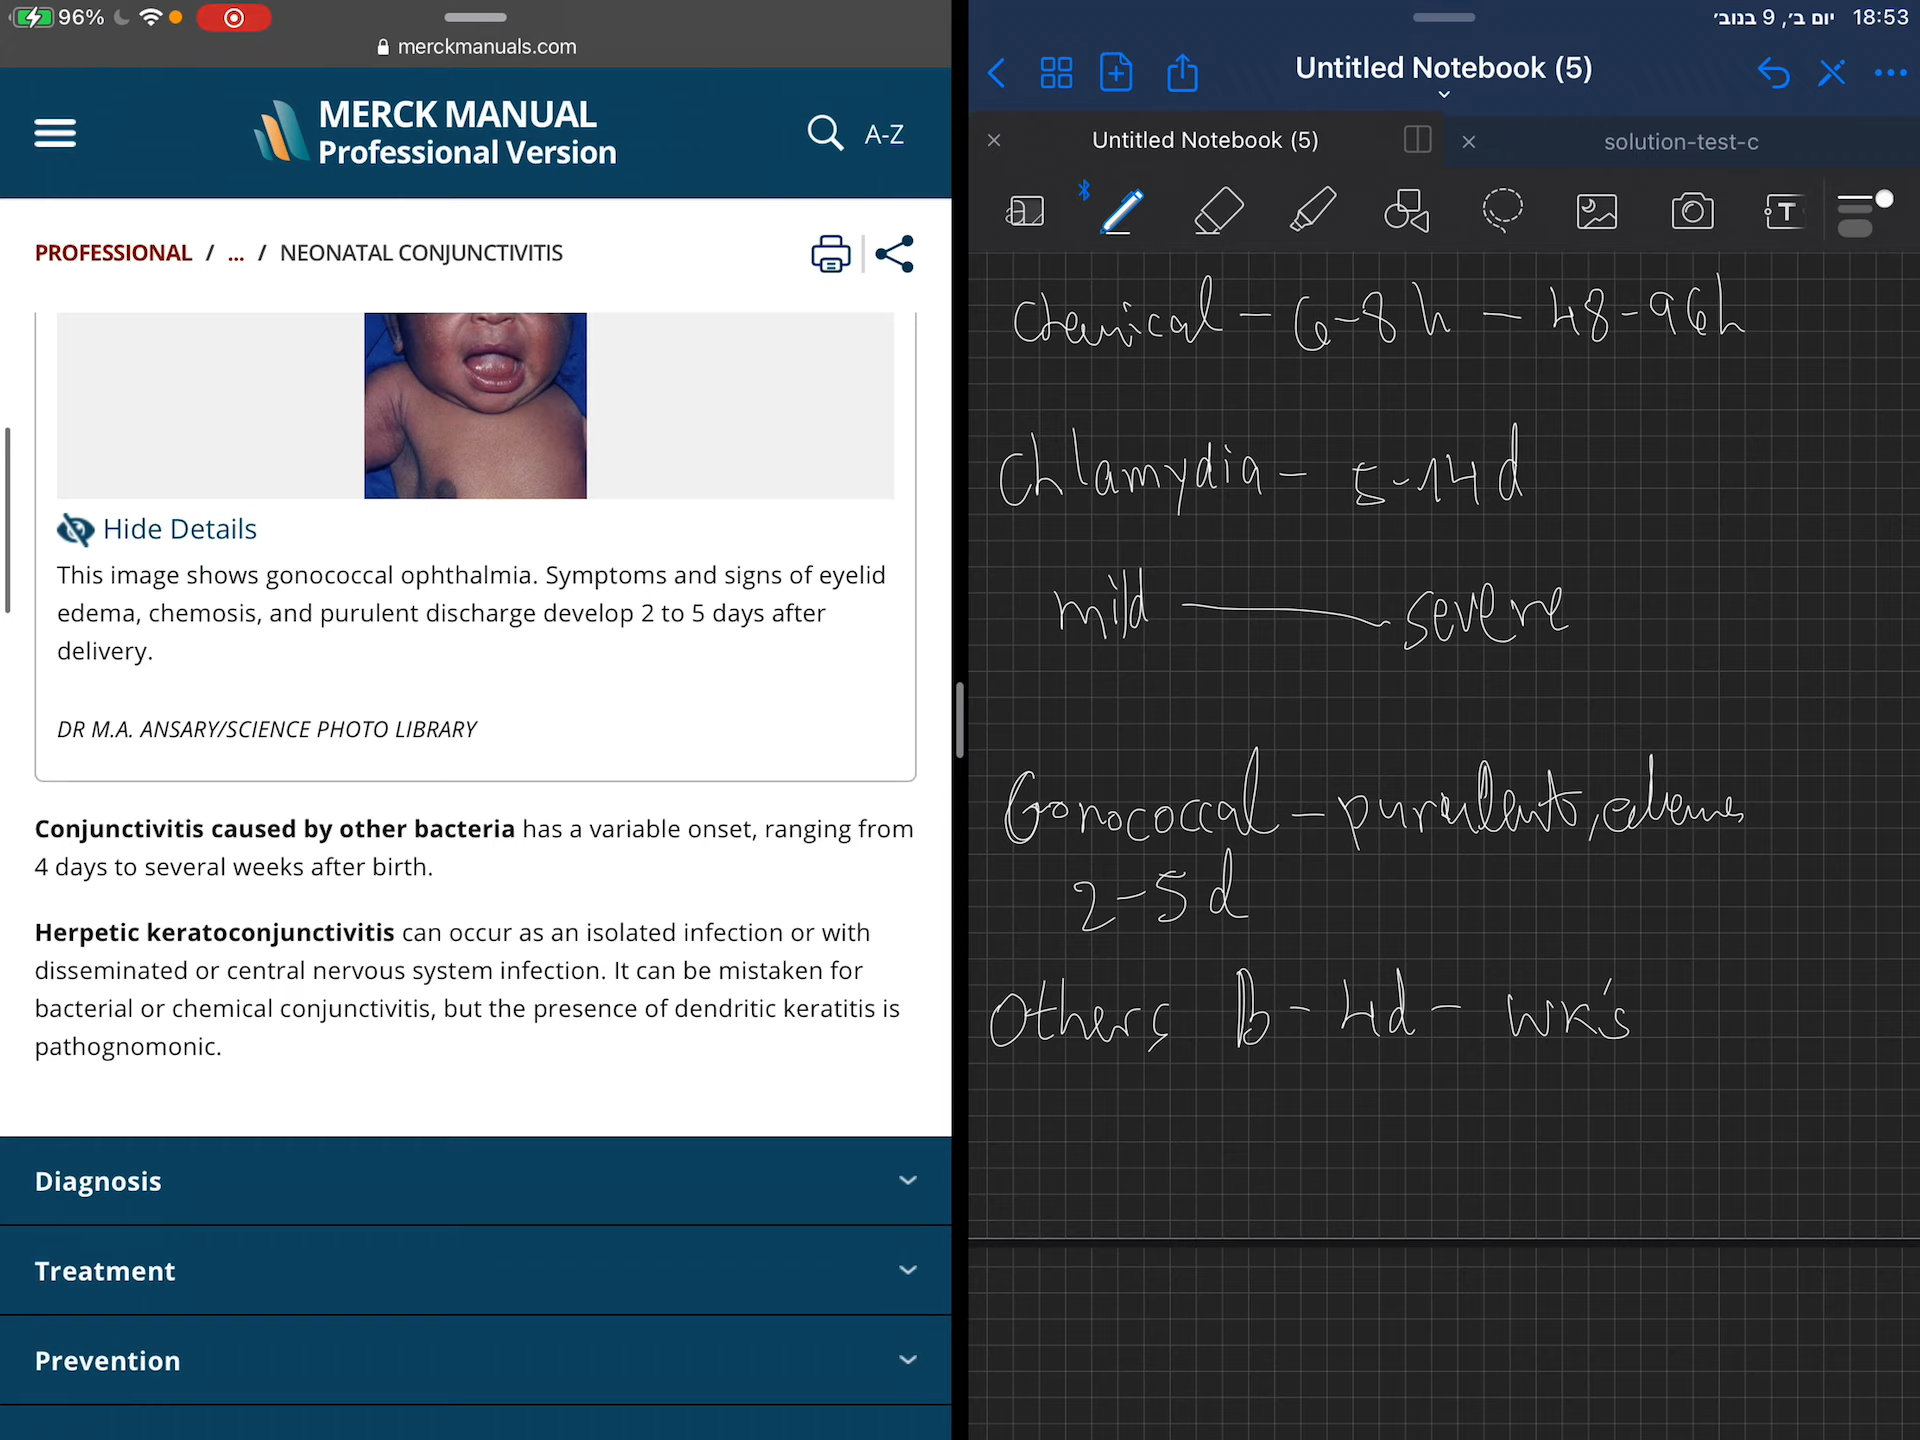 96%
merckmanuals.com
MERCK MANUAL
Professional Version
A-Z
PROFESSIONAL / ... / NEONATAL CONJUNCTIVITIS
Hide Details
This image shows gonococcal ophthalmia. Symptoms and signs of eyelid
edema, chemosis, and purulent discharge develop 2 to 5 days after
delivery.
DR M.A. ANSARY/SCIENCE PHOTO LIBRARY
Conjunctivitis caused by other bacteria has a variable onset, ranging from
4 days to several weeks after birth.
Herpetic keratoconjunctivitis can occur as an isolated infection or with
disseminated or central nervous system infection. It can be mistaken for
bacterial or chemical conjunctivitis, but the presence of dendritic keratitis is
pathognomonic.
Diagnosis
Treatment
Prevention
יום ב׳, 9 בנוב׳ 18:53
Untitled Notebook (5)
Untitled Notebook (5)
solution-test-c
T
Chemical - 6-8 h - 48-96h
Chlamydia - 5-14 d
mild severe
Gonococcal - purulent, edema
2-5 d
Others B - 4d - wk's